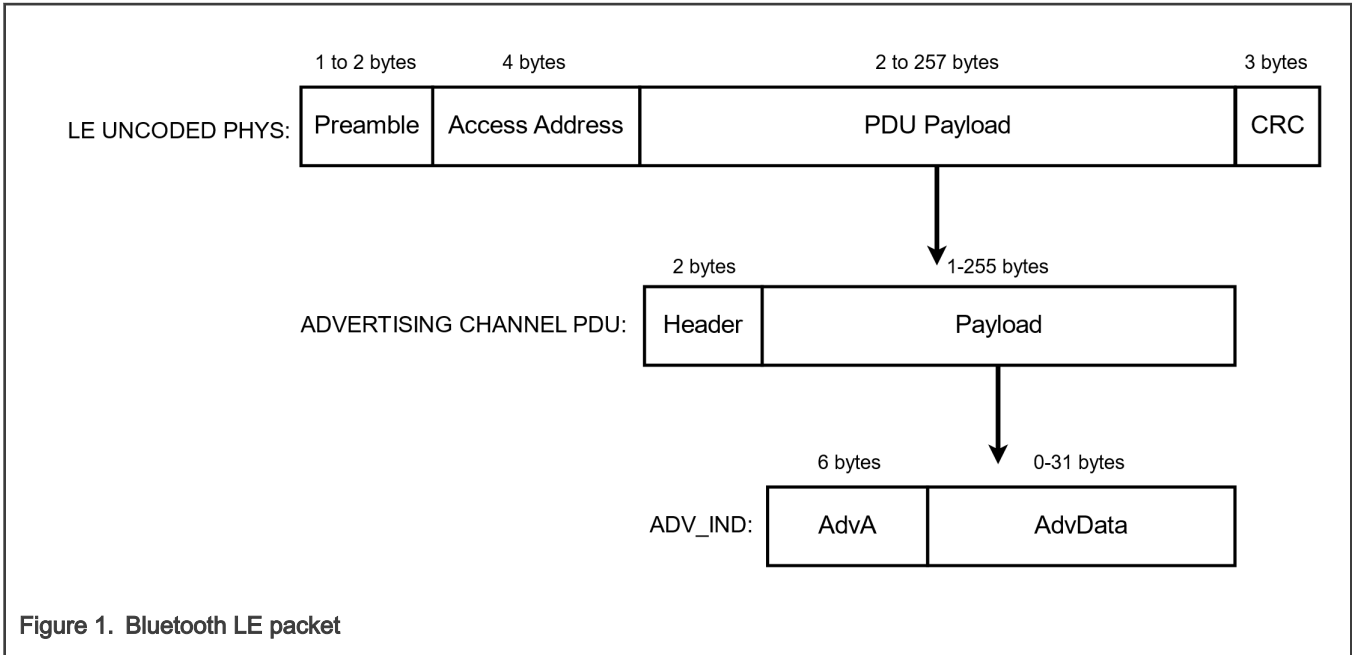 1 to 2 bytes 4 bytes 2 to 257 bytes 3 bytes
LE UNCODED PHYS: Preamble Access Address PDU Payload CRC
2 bytes 1-255 bytes
ADVERTISING CHANNEL PDU: Header Payload
6 bytes 0-31 bytes
ADV_IND: AdvA AdvData
Figure 1. Bluetooth LE packet